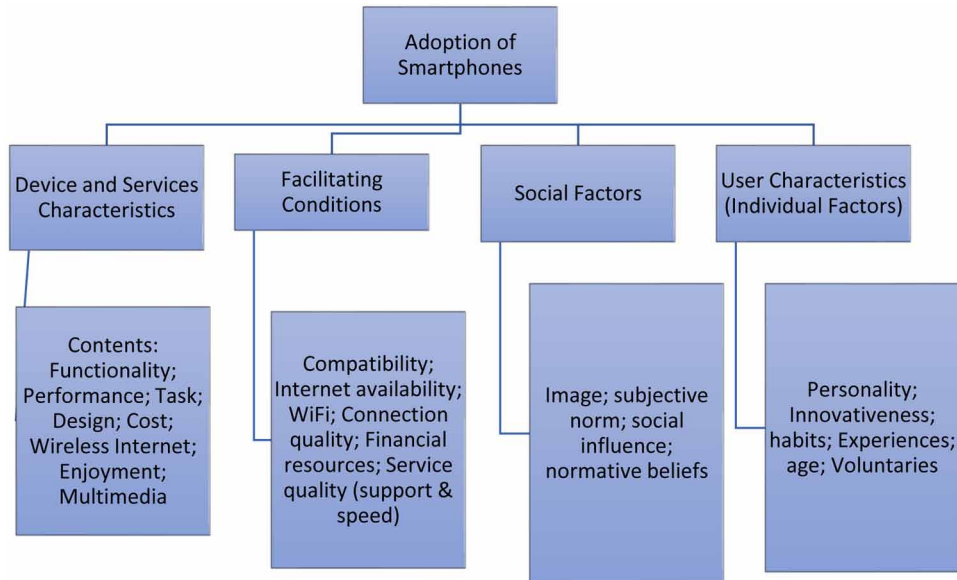 Adoption of
Smartphones
Device and Services
Characteristics
Facilitating
Conditions
Social Factors
User Characteristics
(Individual Factors)
Contents:
Functionality;
Performance; Task;
Design; Cost;
Wireless Internet;
Enjoyment;
Multimedia
Compatibility;
Internet availability;
WiFi; Connection
quality; Financial
resources; Service
quality (support &
speed)
Image; subjective
norm; social
influence;
normative beliefs
Personality;
Innovativeness;
habits; Experiences;
age; Voluntaries